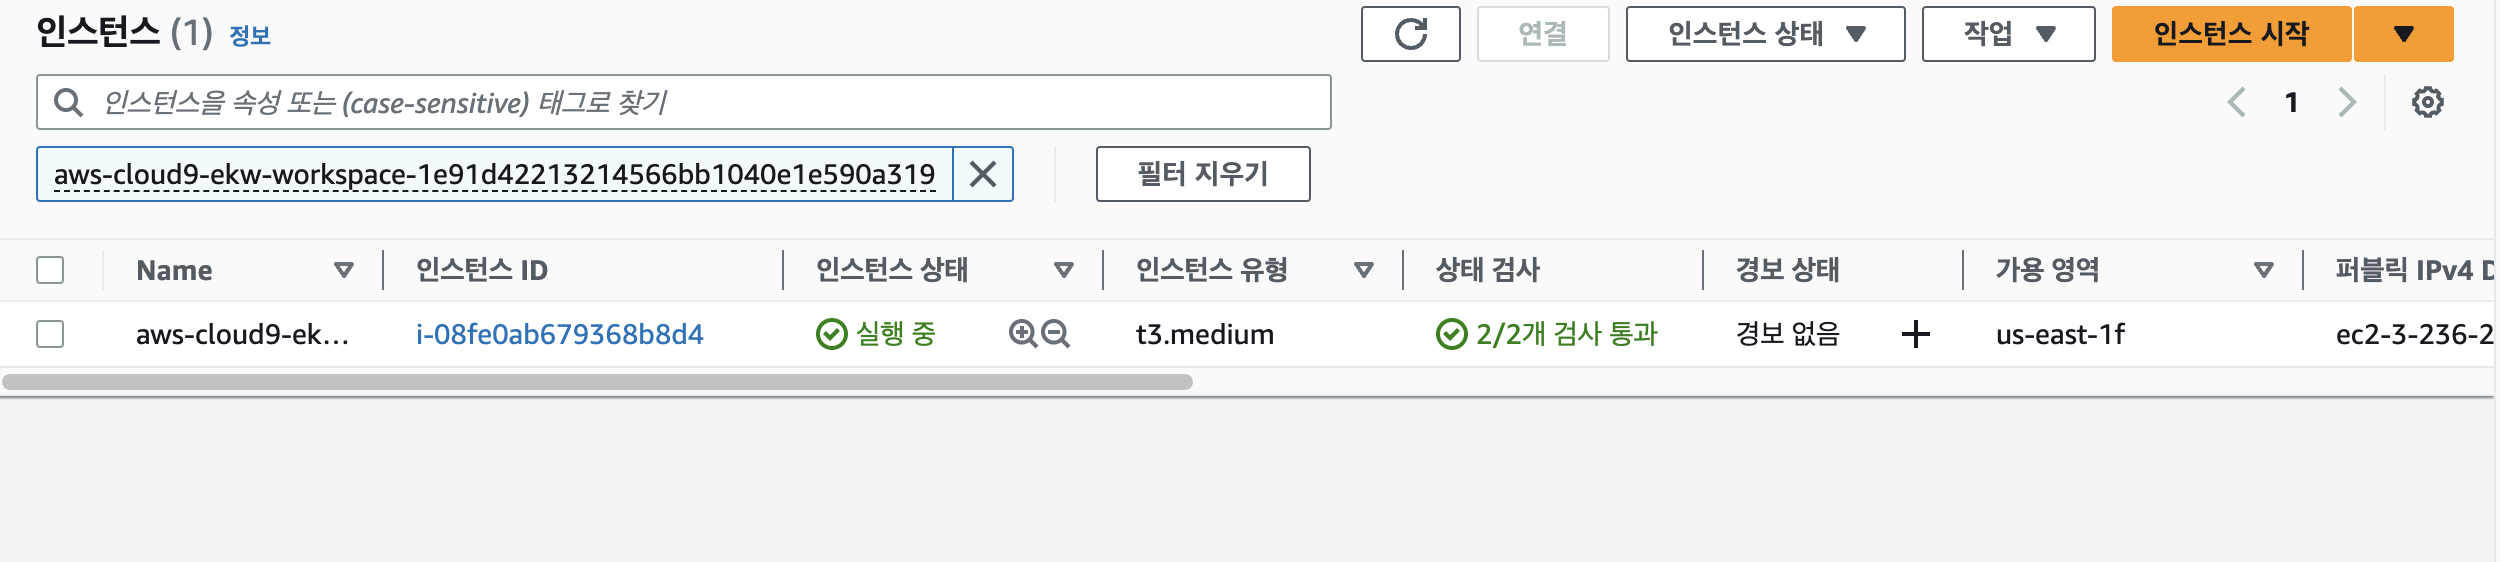 인스턴스 (1) 정보
연결
인스턴스 상태
작업
인스턴스 시작
인스턴스을 속성 또는 (case-sensitive) 태그로 찾기
1
aws-cloud9-ekw-workspace-1e91d42213214566bb1040e1e590a319
필터 지우기
Name 인스턴스 ID 인스턴스 상태 인스턴스 유형 상태 검사 경보 상태 가용 영역 퍼블릭 IPv4 D
aws-cloud9-ek... i-08fe0ab679368b8d4 실행 중 t3.medium 2/2개 검사 통과 경보 없음 us-east-1f ec2-3-236-2